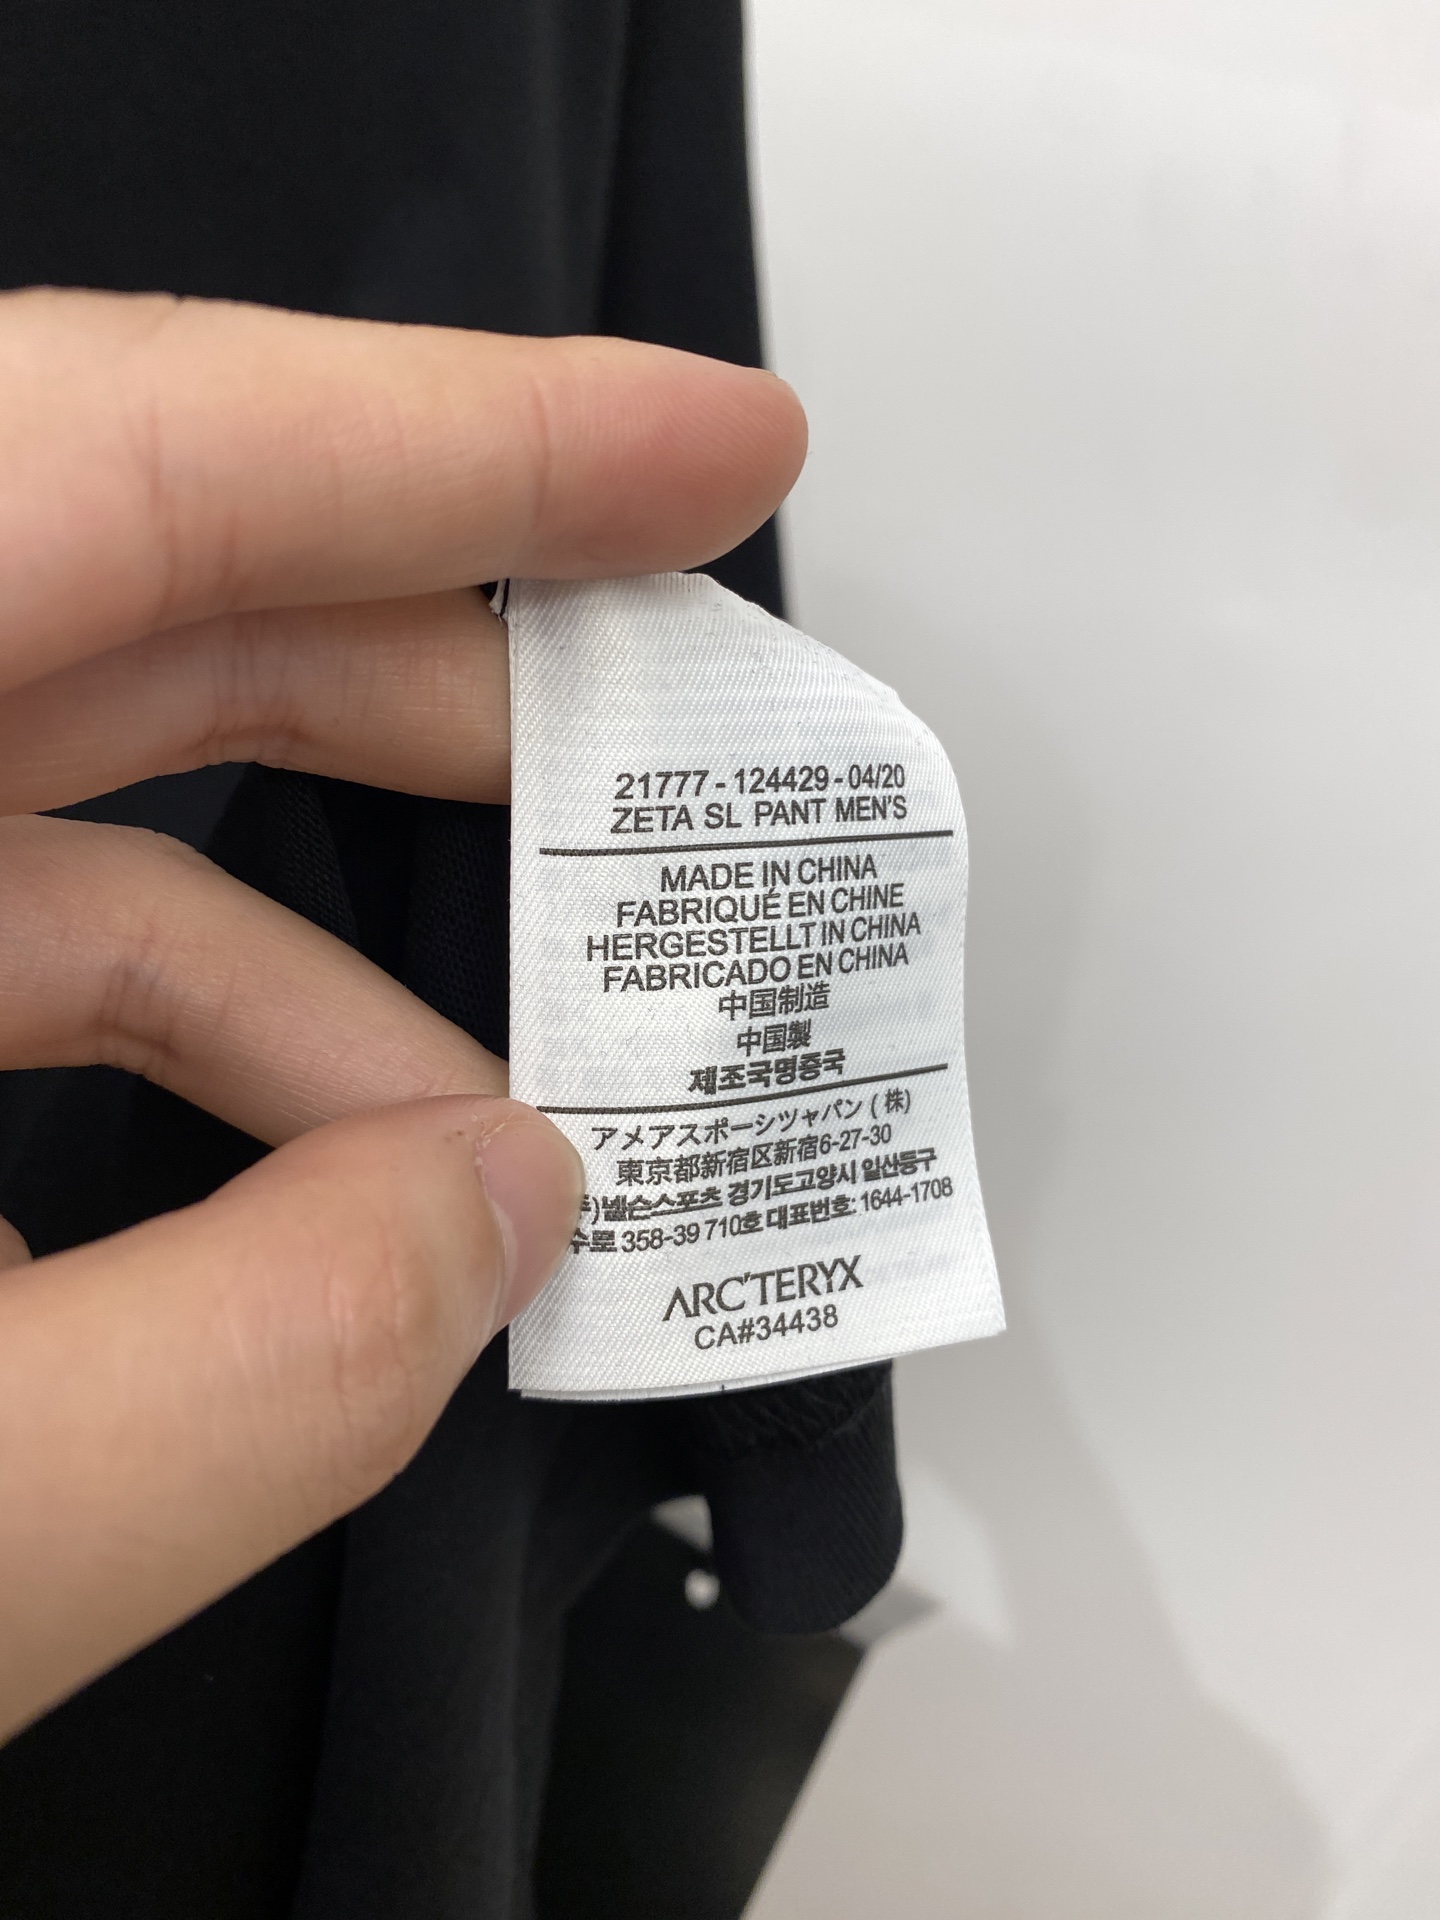 21777 - 124429 - 04/20
ZETA SL PANT MEN'S
MADE IN CHINA
FABRIQUÉ EN CHINE
HERGESTELLT IN CHINA
FABRICADO EN CHINA
中国制造
中国製
제조국명중국
アメアスポーシツャパン (株)
東京都新宿区新宿6-27-30
)넬슨스포츠 경기도고양시 일산동구
수로 358-39 710호 대표번호: 1644-1708
ARC'TERYX
CA#34438